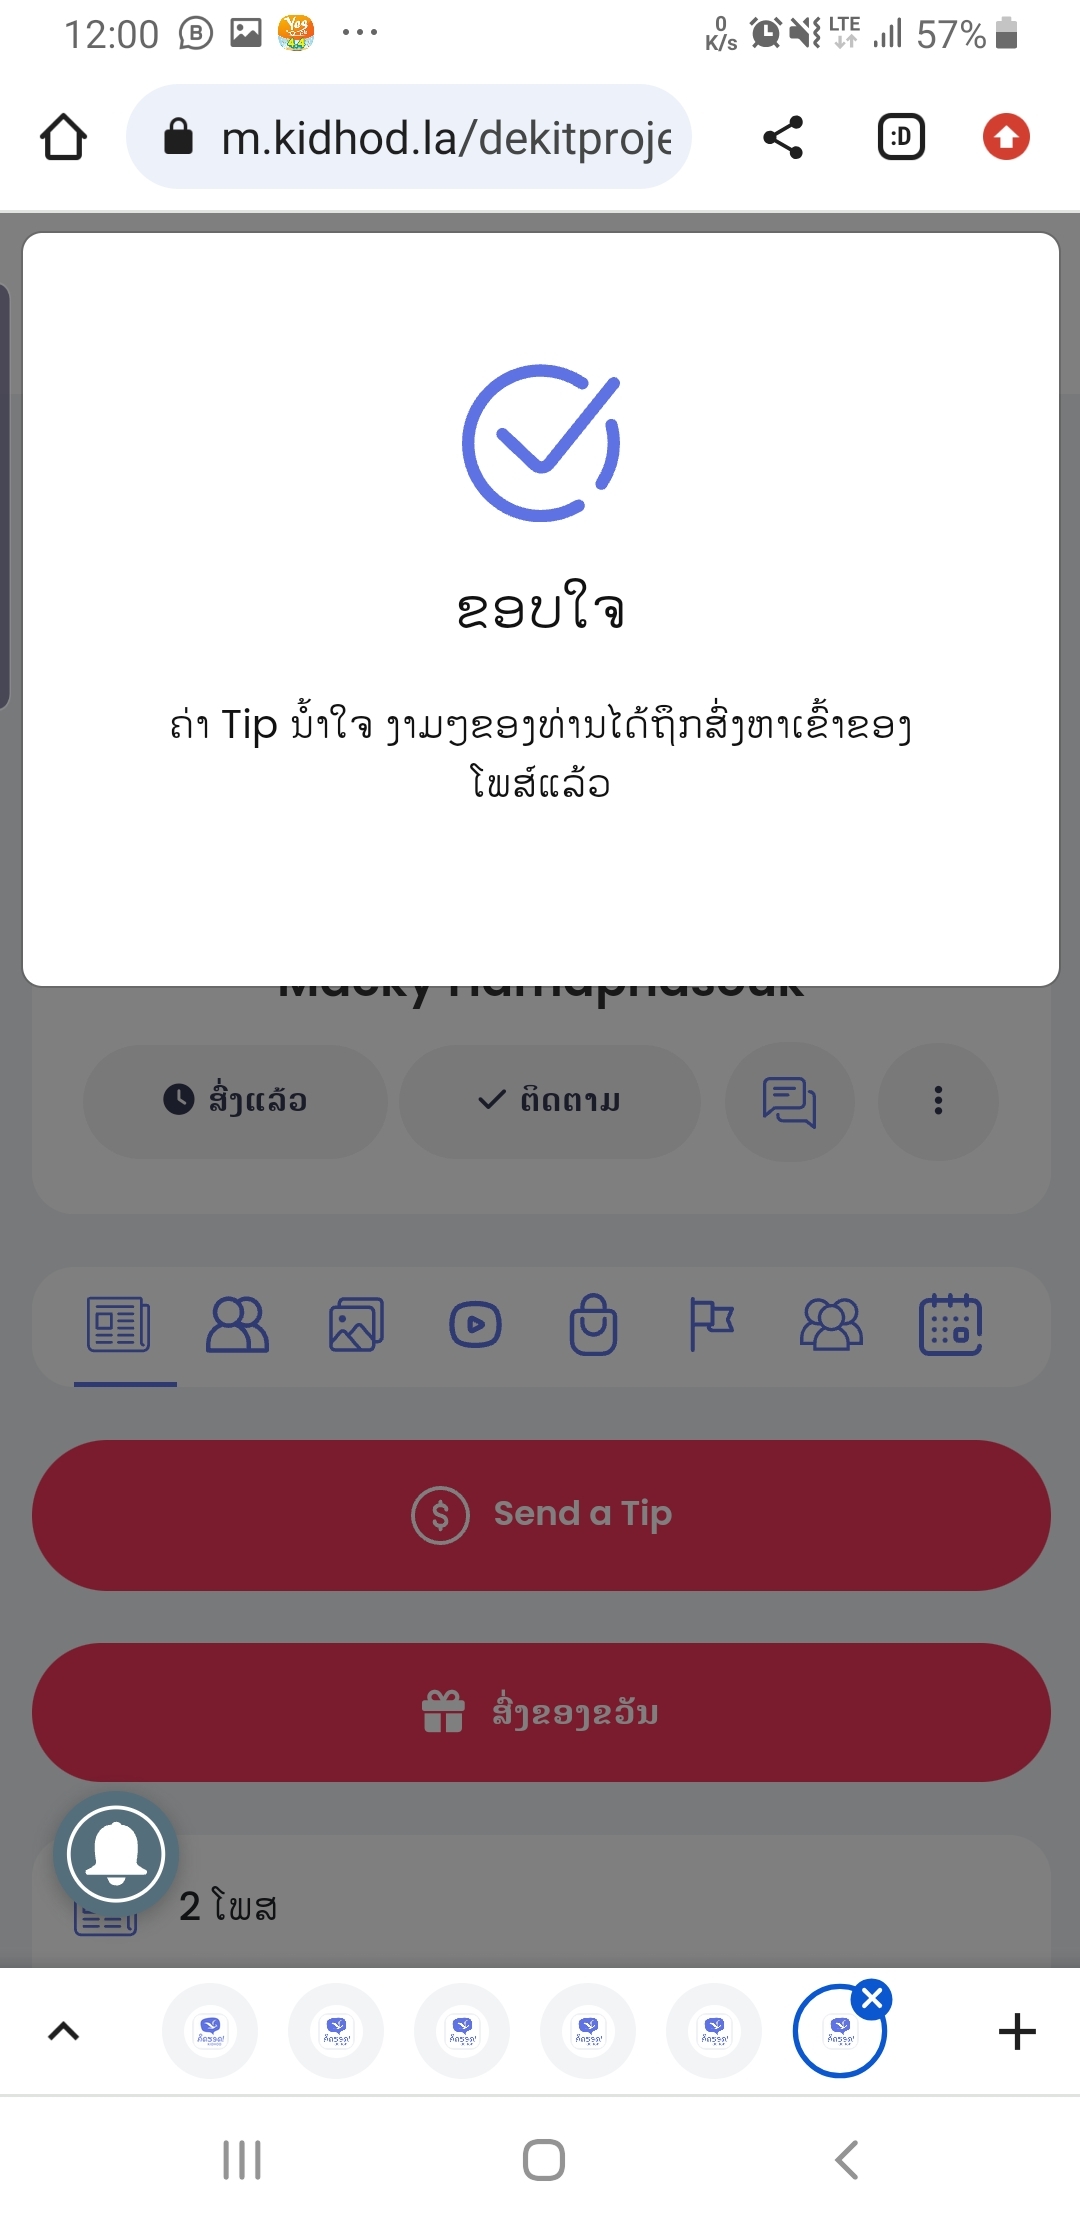 12:00
0
K/s
LTE
57%
m.kidhod.la/dekitproje
:D
ຂອບໃຈ
ຄ່າ Tip ນ້ຳໃຈ ງາມໆຂອງທ່ານໄດ້ຖຶກສົ່ງຫາເຂົ້າຂອງ
ໂພສ໌ແລ້ວ
ສົ່ງແລ້ວ
ຕິດຕາມ
Send a Tip
ສົ່ງຂອງຂວັນ
2 ໂພສ